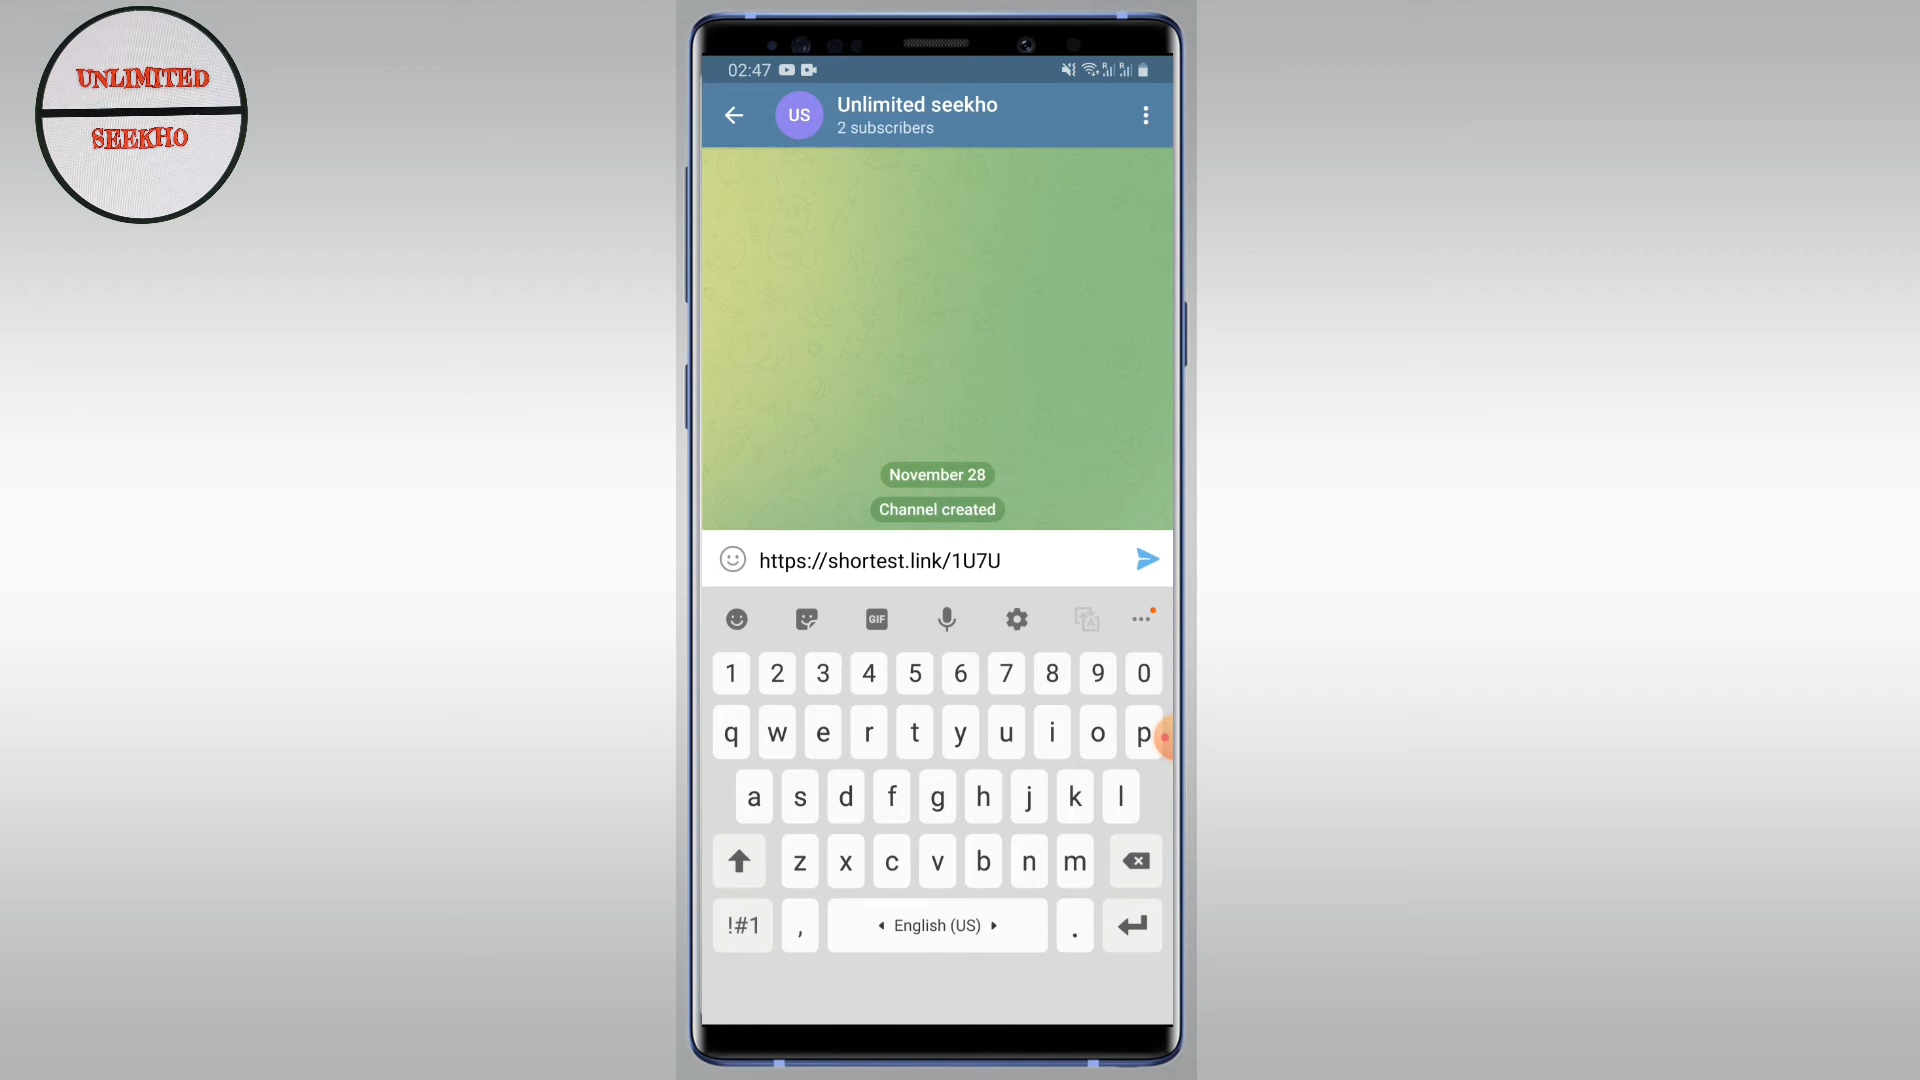 UNLIMITED
SEEKHO
02:47
US
Unlimited seekho
2 subscribers
November 28
Channel created
https://shortest.link/1U7U
GIF
1 2 3 4 5 6 7 8 9 0
q w e r t y u i o p
a s d f g h j k l
z x c v b n m
!#1 , English (US) .